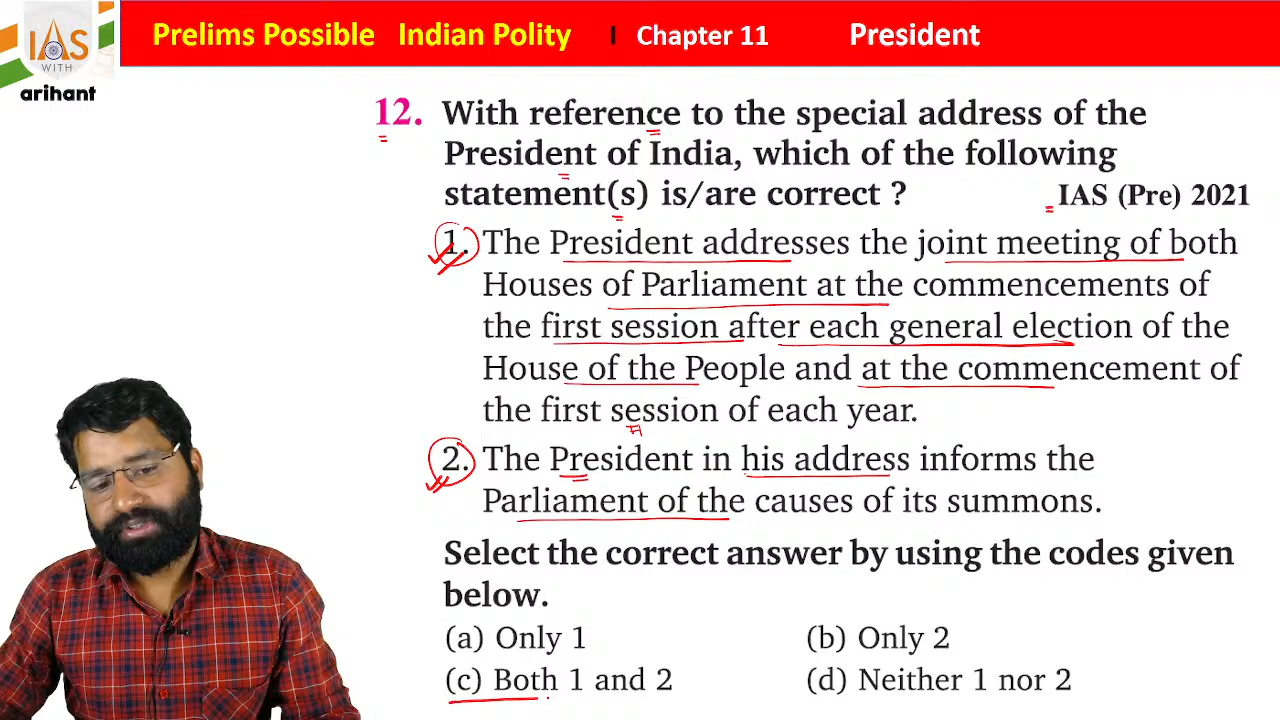 IAS
WITH
arihant
Prelims Possible Indian Polity | Chapter 11 President
12. With reference to the special address of the
President of India, which of the following
statement(s) is/are correct ? IAS (Pre) 2021
1. The President addresses the joint meeting of both
Houses of Parliament at the commencements of
the first session after each general election of the
House of the People and at the commencement of
the first session of each year.
2. The President in his address informs the
Parliament of the causes of its summons.
Select the correct answer by using the codes given
below.
(a) Only 1 (b) Only 2
(c) Both 1 and 2 (d) Neither 1 nor 2